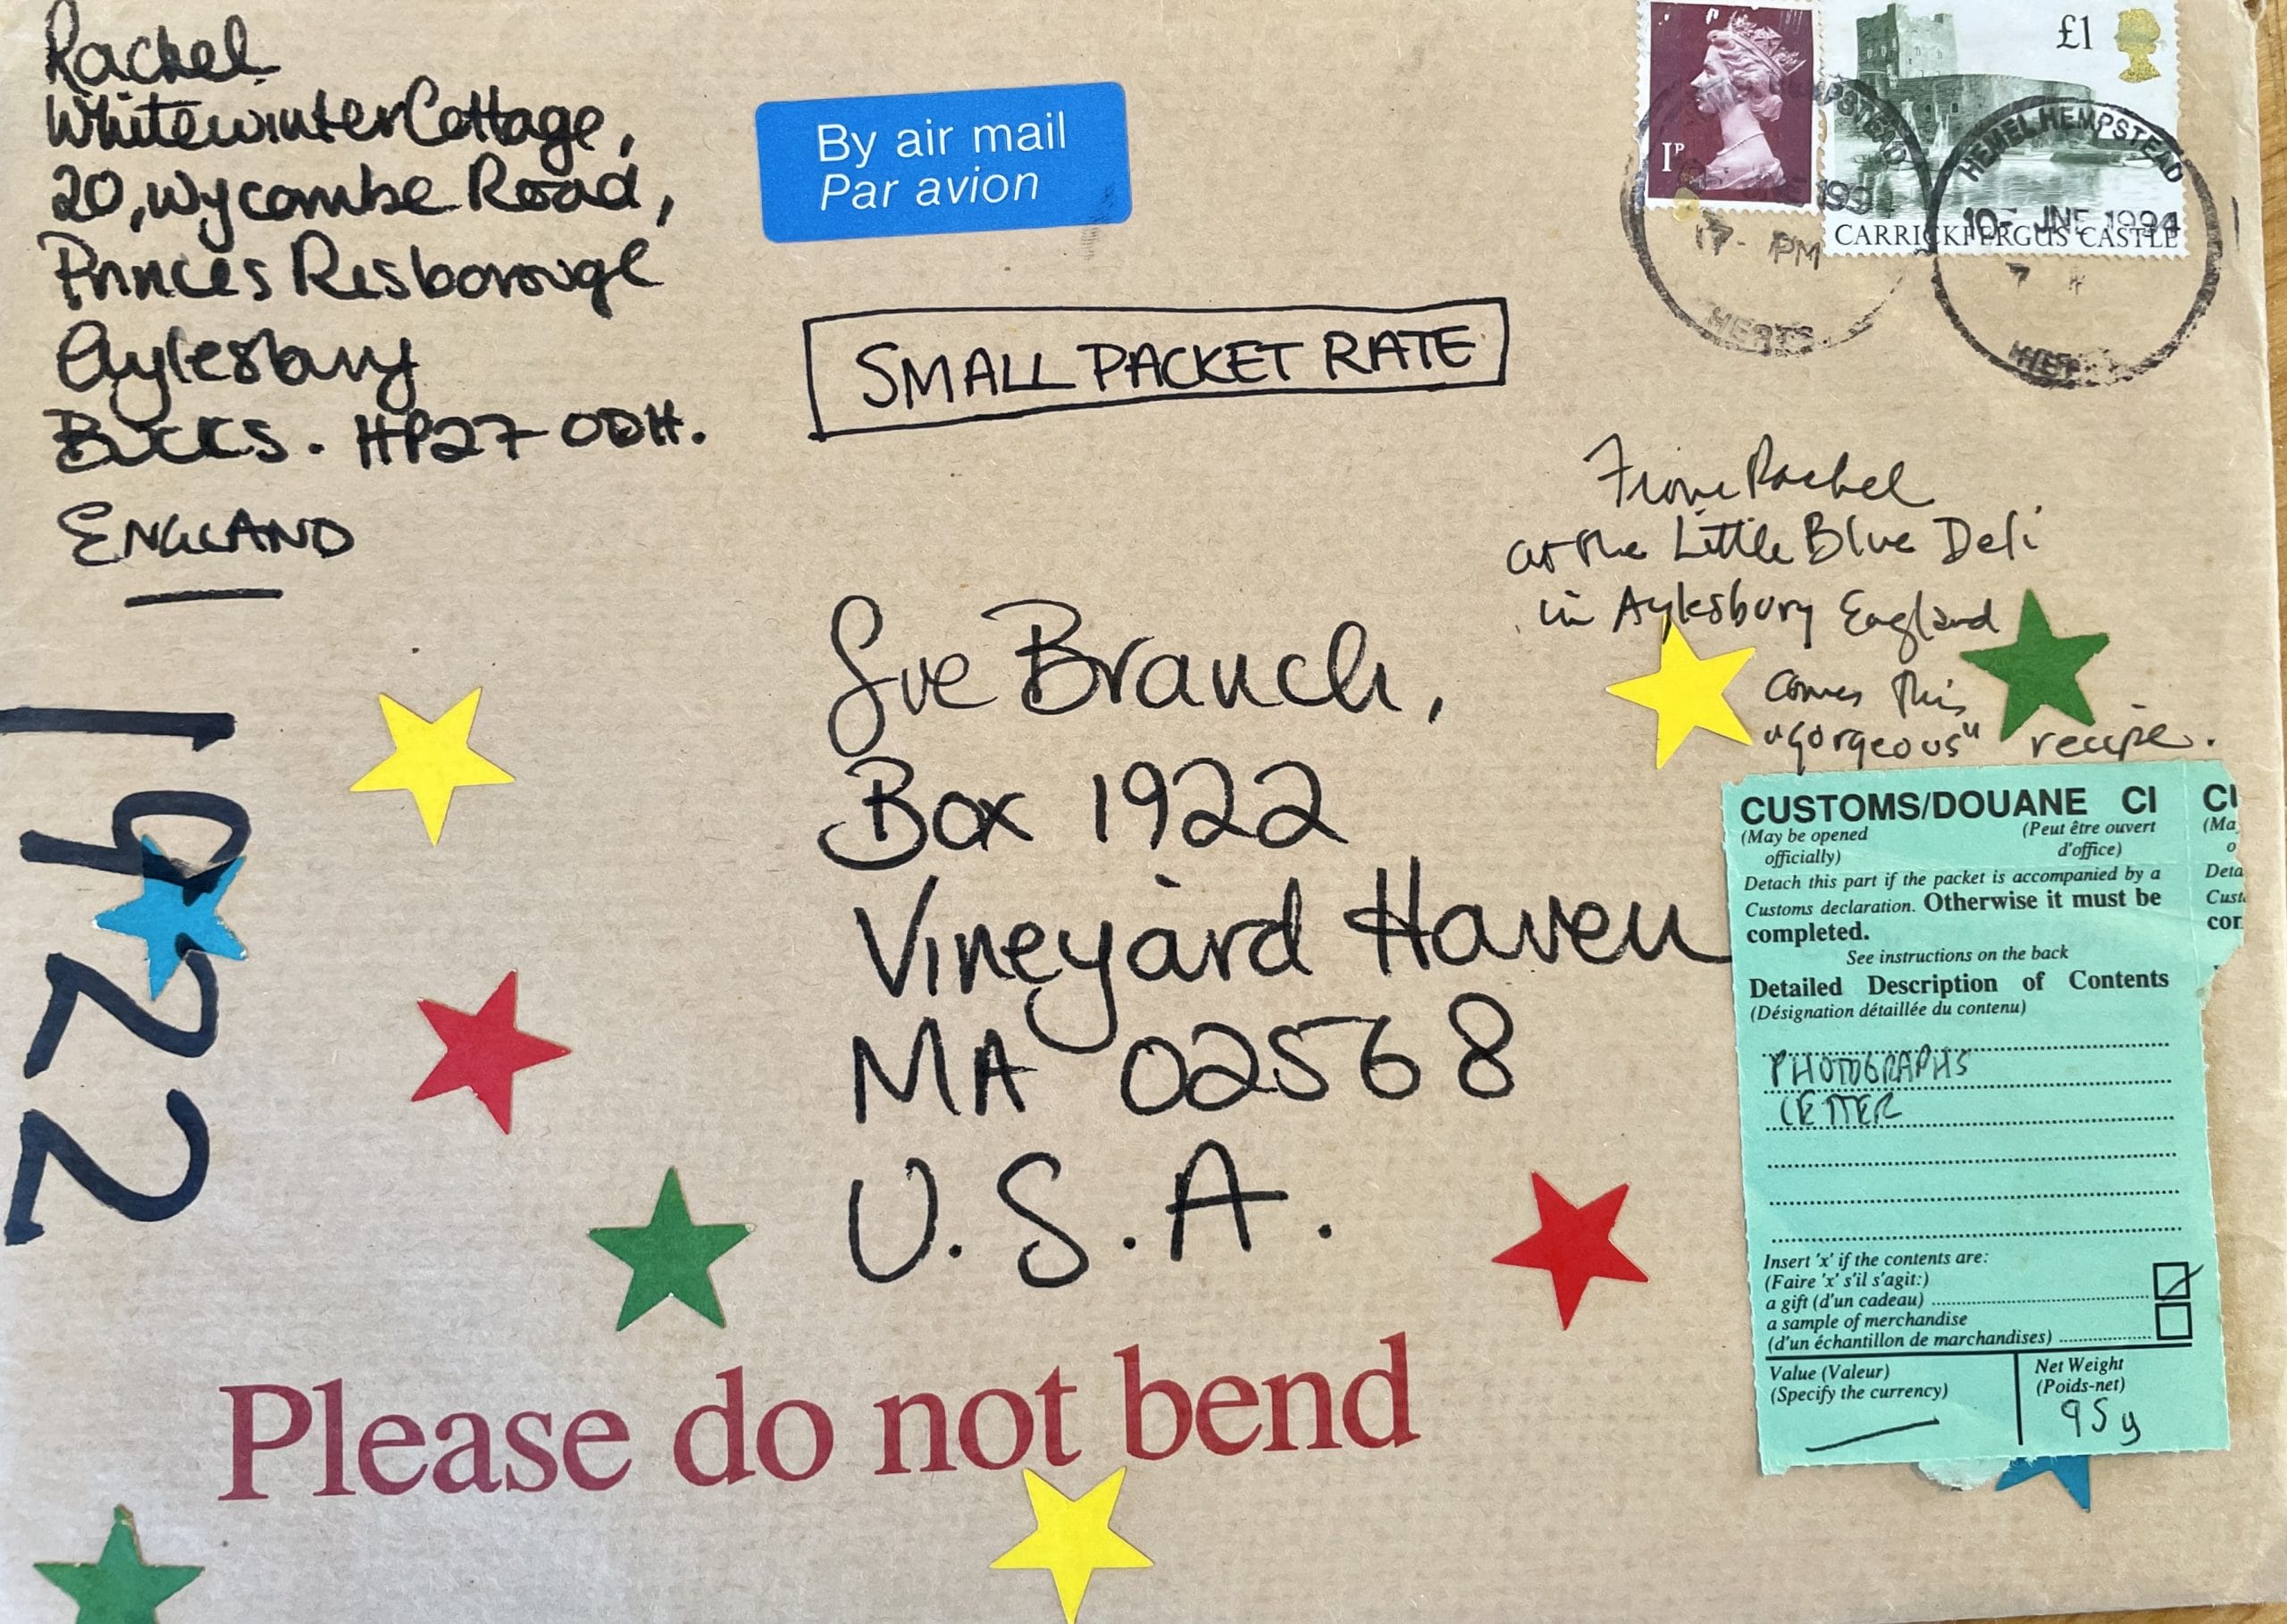 Rachel
Whitewinter Cottage,
20, Wycombe Road,
Princes Risborough
Aylesbury
BUCKS. HP27 0DH.
ENGLAND
By air mail
Par avion
1P
£1
CARRICKFERGUS CASTLE
HEMEL HEMPSTEAD
10- JNE 1994
PM
HERTS.
SMALL PACKET RATE
From Rachel
at the Little Blue Deli
in Aylesbury England
comes this
"gorgeous" recipe.
Sue Branch,
Box 1922
Vineyard Haven
MA 02568
U.S.A.
1922
Please do not bend
CUSTOMS/DOUANE C1
(May be opened officially)
(Peut être ouvert d'office)
Detach this part if the packet is accompanied by a
Customs declaration. Otherwise it must be
completed.
See instructions on the back
Detailed Description of Contents
(Désignation détaillée du contenu)
PHOTOGRAPHS
LETTER
Insert 'x' if the contents are:
(Faire 'x' s'il s'agit:)
a gift (d'un cadeau)
a sample of merchandise
(d'un échantillon de marchandises)
Value (Valeur)
(Specify the currency)
Net Weight
(Poids-net)
95g